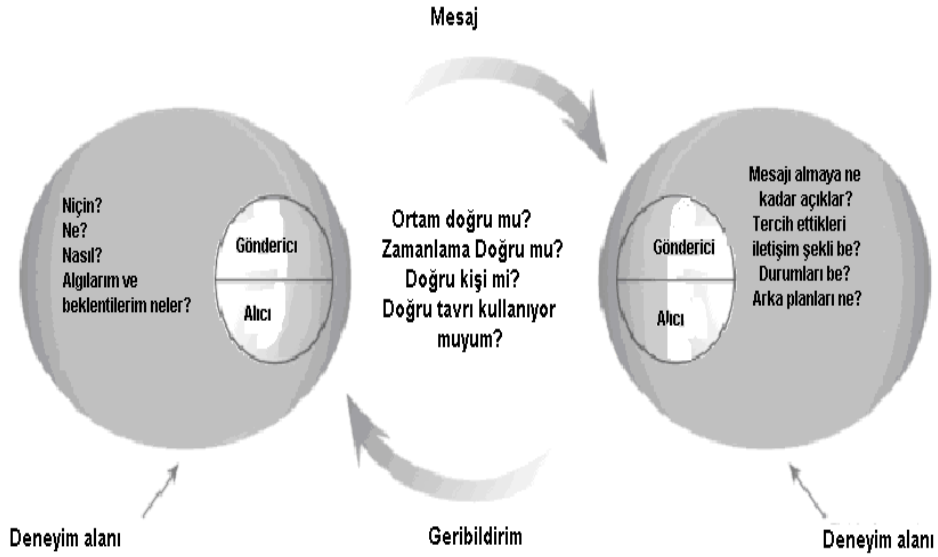 Mesaj
Niçin?
Ne?
Nasıl?
Algılarım ve
beklentilerim neler?
Gönderici
Alıcı
Ortam doğru mu?
Zamanlama Doğru mu?
Doğru kişi mi?
Doğru tavrı kullanıyor
muyum?
Gönderici
Alıcı
Mesajı almaya ne
kadar açıklar?
Tercih ettikleri
iletişim şekli be?
Durumları be?
Arka planları ne?
Deneyim alanı
Geribildirim
Deneyim alanı